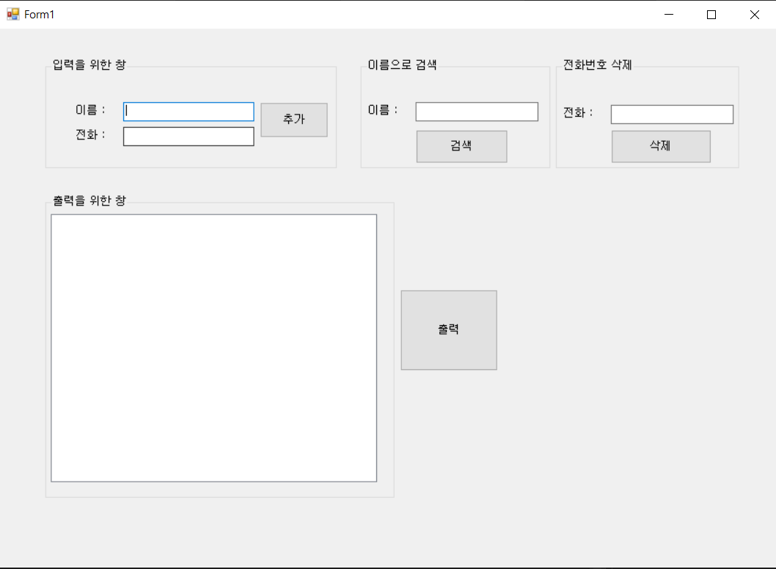 Form1
입력을 위한 창
이름 :
전화 :
추가
이름으로 검색
이름 :
검색
전화번호 삭제
전화 :
삭제
출력을 위한 창
출력